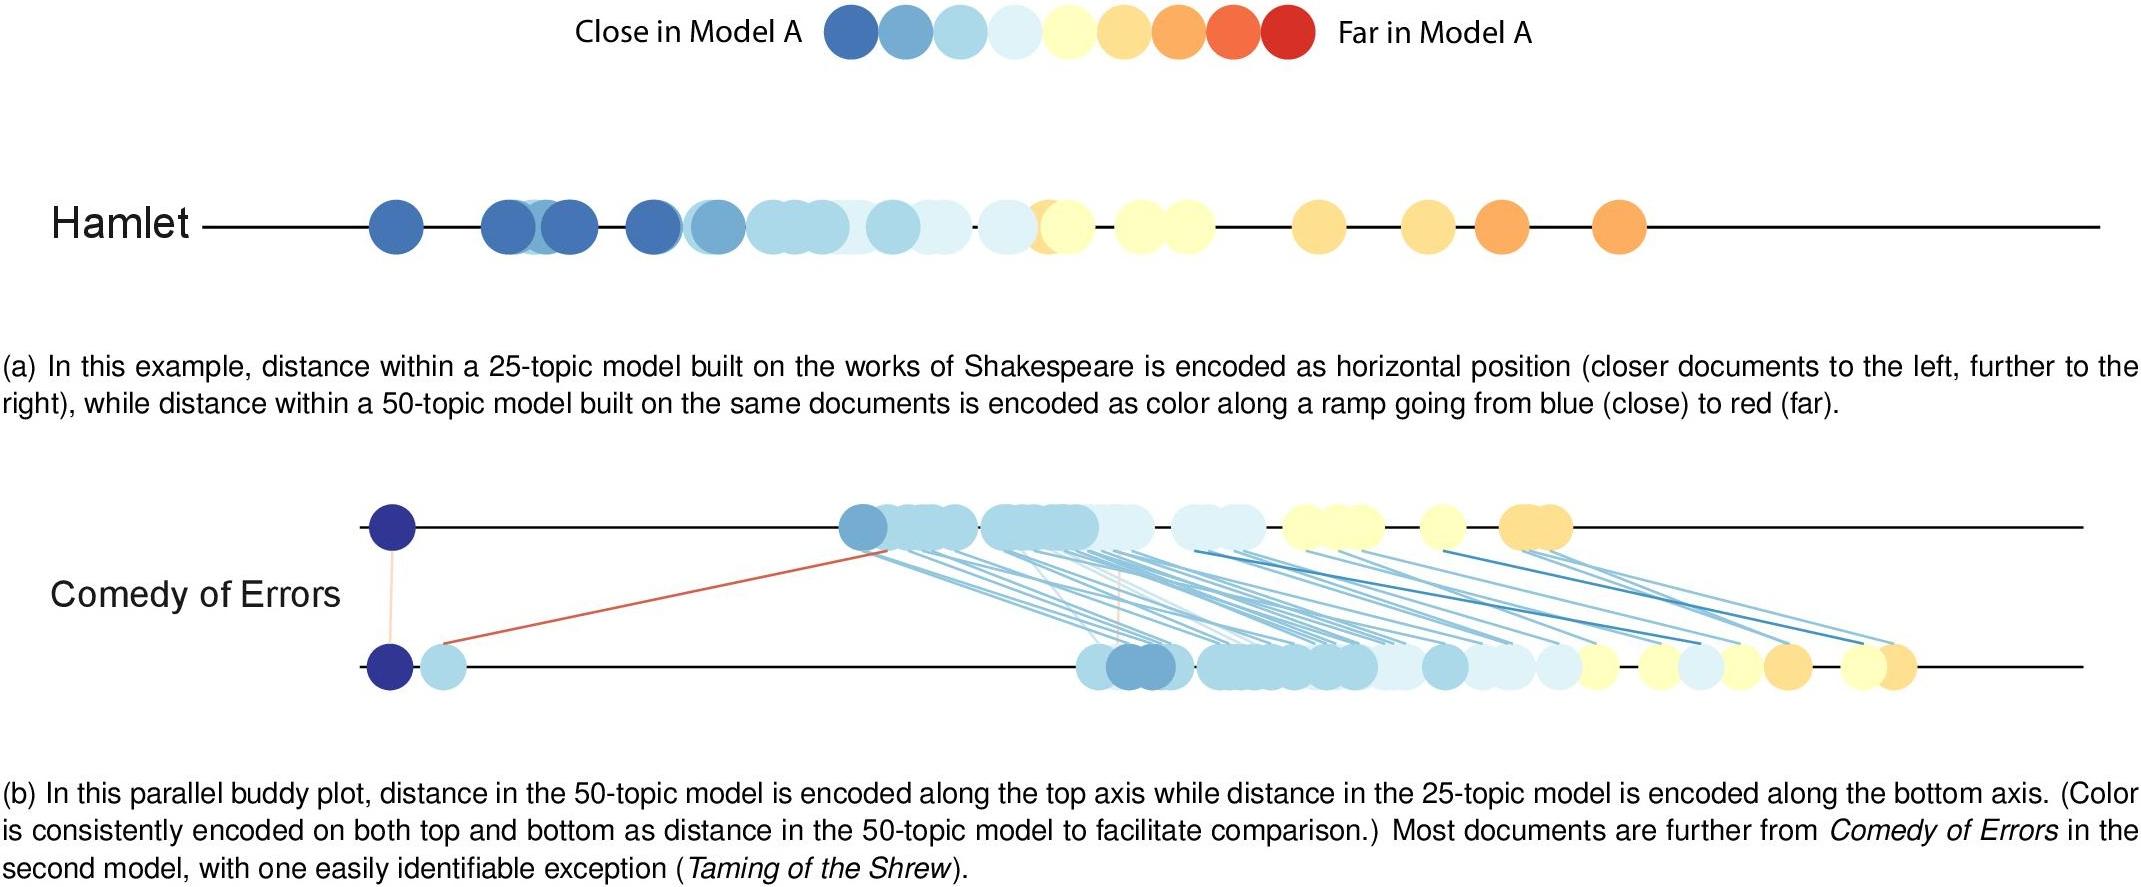 Close in Model A Far in Model A
Hamlet
(a) In this example, distance within a 25-topic model built on the works of Shakespeare is encoded as horizontal position (closer documents to the left, further to the
right), while distance within a 50-topic model built on the same documents is encoded as color along a ramp going from blue (close) to red (far).
Comedy of Errors
(b) In this parallel buddy plot, distance in the 50-topic model is encoded along the top axis while distance in the 25-topic model is encoded along the bottom axis. (Color
is consistently encoded on both top and bottom as distance in the 50-topic model to facilitate comparison.) Most documents are further from Comedy of Errors in the
second model, with one easily identifiable exception (Taming of the Shrew).